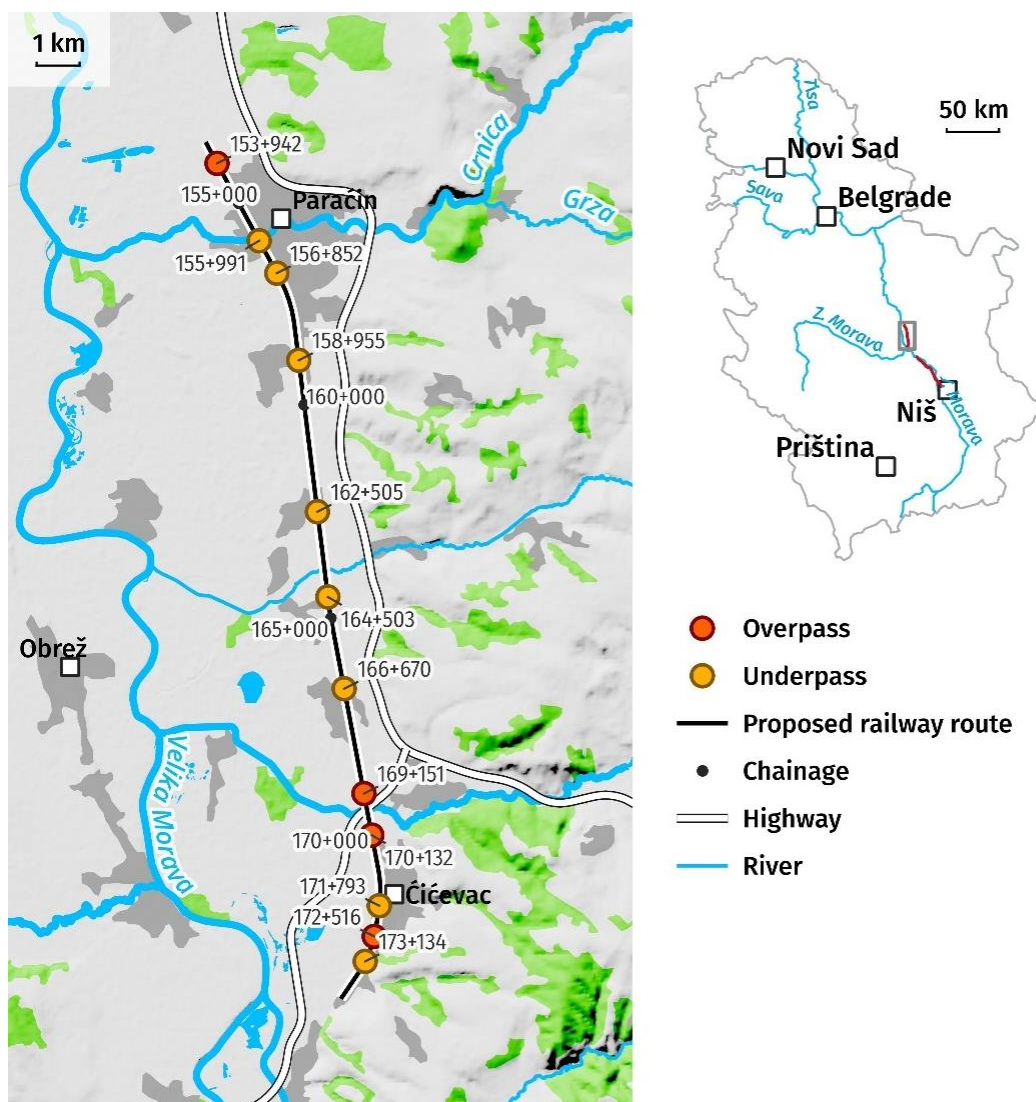 1 km
153+942
155+000
Paraćin
Crnica
Grza
155+991
156+852
158+955
160+000
162+505
164+503
165+000
Obrež
166+670
Velika Morava
169+151
170+000
170+132
171+793
Ćićevac
172+516
173+134
Tisa
50 km
Novi Sad
Sava
Belgrade
Z. Morava
Niš
Morava
Priština
Overpass
Underpass
Proposed railway route
Chainage
Highway
River